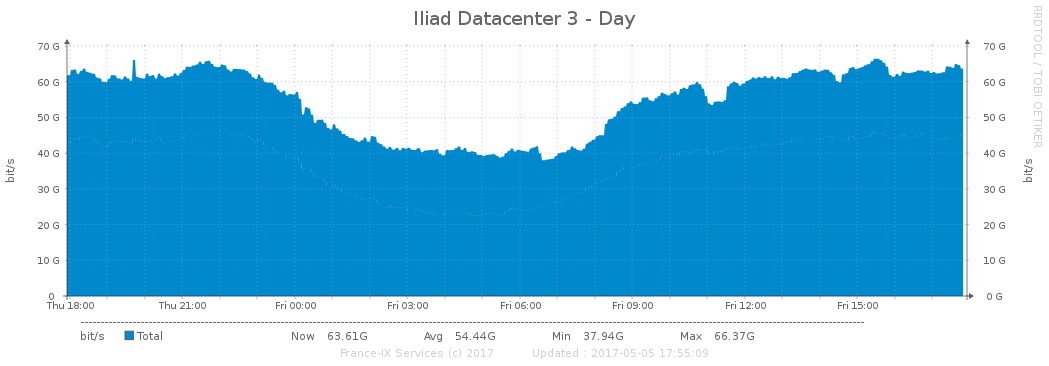 Iliad Datacenter 3 - Day
RRDTOOL / TOBI OETIKER
70 G 70 G
60 G 60 G
50 G 50 G
40 G 40 G
30 G 30 G
20 G 20 G
10 G 10 G
0 0 G
bit/s bit/s
Thu 18:00 Thu 21:00 Fri 00:00 Fri 03:00 Fri 06:00 Fri 09:00 Fri 12:00 Fri 15:00
bit/s Total Now 63.61G Avg 54.44G Min 37.94G Max 66.37G
France-IX Services (c) 2017 Updated : 2017-05-05 17:55:09